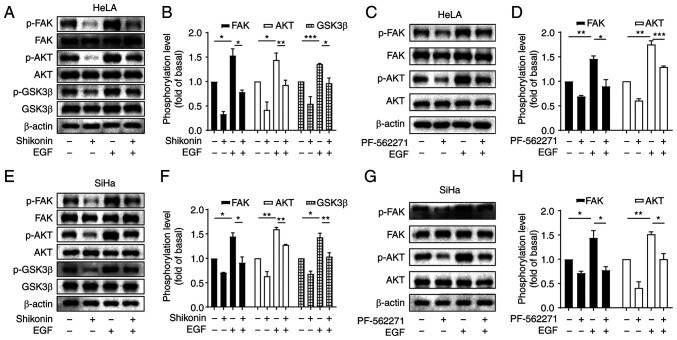 A
HeLA
p-FAK
FAK
p-AKT
AKT
p-GSK3β
GSK3β
β-actin
Shikonin – + – +
EGF – – + +
B
FAK AKT GSK3β
Phosphorylation level
(fold of basal)
2.0
1.5
1.0
0.5
0
* * * ** *** *
Shikonin – + – + – + – + – + – +
EGF – – + + – – + + – – + +
C
HeLA
p-FAK
FAK
p-AKT
AKT
β-actin
PF-562271 – + – +
EGF – – + +
D
FAK AKT
Phosphorylation level
(fold of basal)
2.0
1.5
1.0
0.5
0
** * ** ***
PF-562271 – + – + – + – +
EGF – – + + – – + +
E
SiHa
p-FAK
FAK
p-AKT
AKT
p-GSK3β
GSK3β
β-actin
Shikonin – + – +
EGF – – + +
F
FAK AKT GSK3β
Phosphorylation level
(fold of basal)
2.0
1.5
1.0
0.5
0
* * ** ** * **
Shikonin – + – + – + – + – + – +
EGF – – + + – – + + – – + +
G
SiHa
p-FAK
FAK
p-AKT
AKT
β-actin
PF-562271 – + – +
EGF – – + +
H
FAK AKT
Phosphorylation level
(fold of basal)
2.0
1.5
1.0
0.5
0
* * ** *
PF-562271 – + – + – + – +
EGF – – + + – – + +